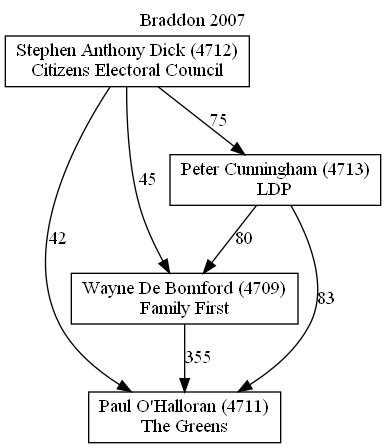 Braddon 2007
Stephen Anthony Dick (4712)
Citizens Electoral Council
75
Peter Cunningham (4713)
LDP
45
42
80
83
Wayne De Bomford (4709)
Family First
355
Paul O'Halloran (4711)
The Greens